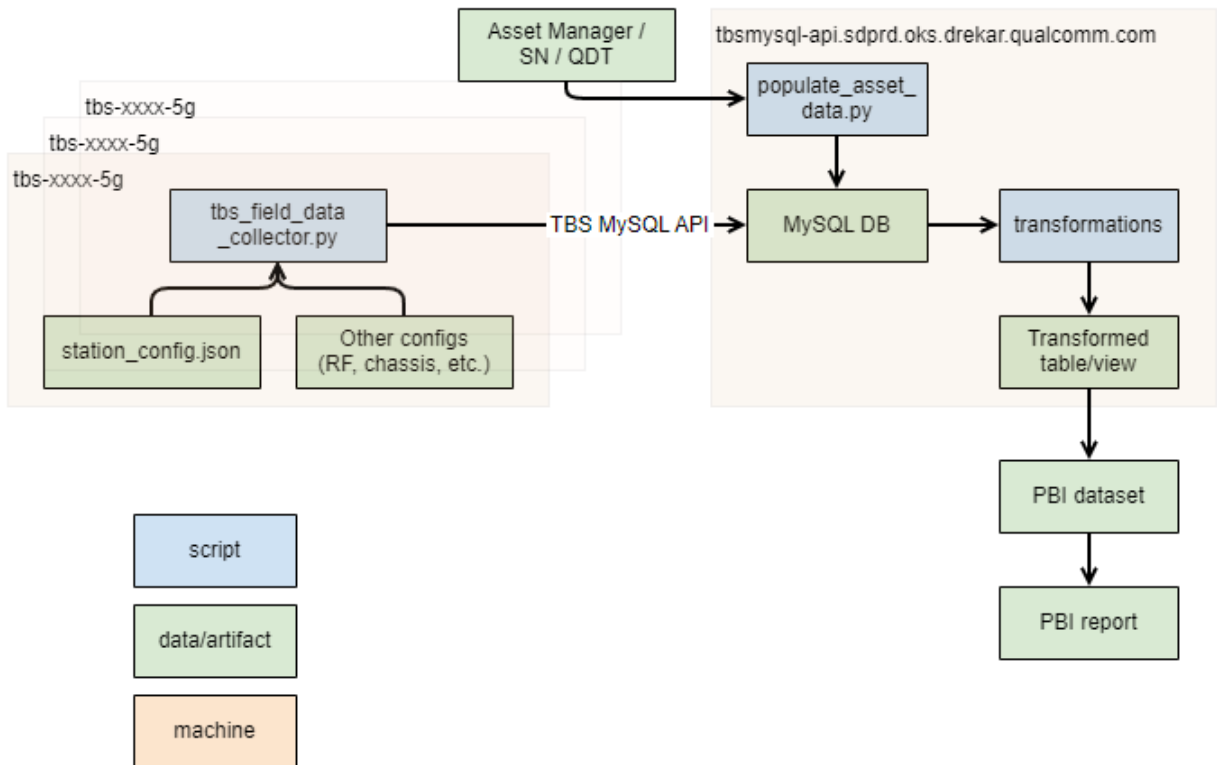 Asset Manager /
SN / QDT
tbsmysql-api.sdprd.oks.drekar.qualcomm.com
populate_asset_
data.py
tbs-xxxx-5g
tbs-xxxx-5g
tbs-xxxx-5g
tbs_field_data
_collector.py
TBS MySQL API
MySQL DB
transformations
station_config.json
Other configs
(RF, chassis, etc.)
Transformed
table/view
PBI dataset
PBI report
script
data/artifact
machine